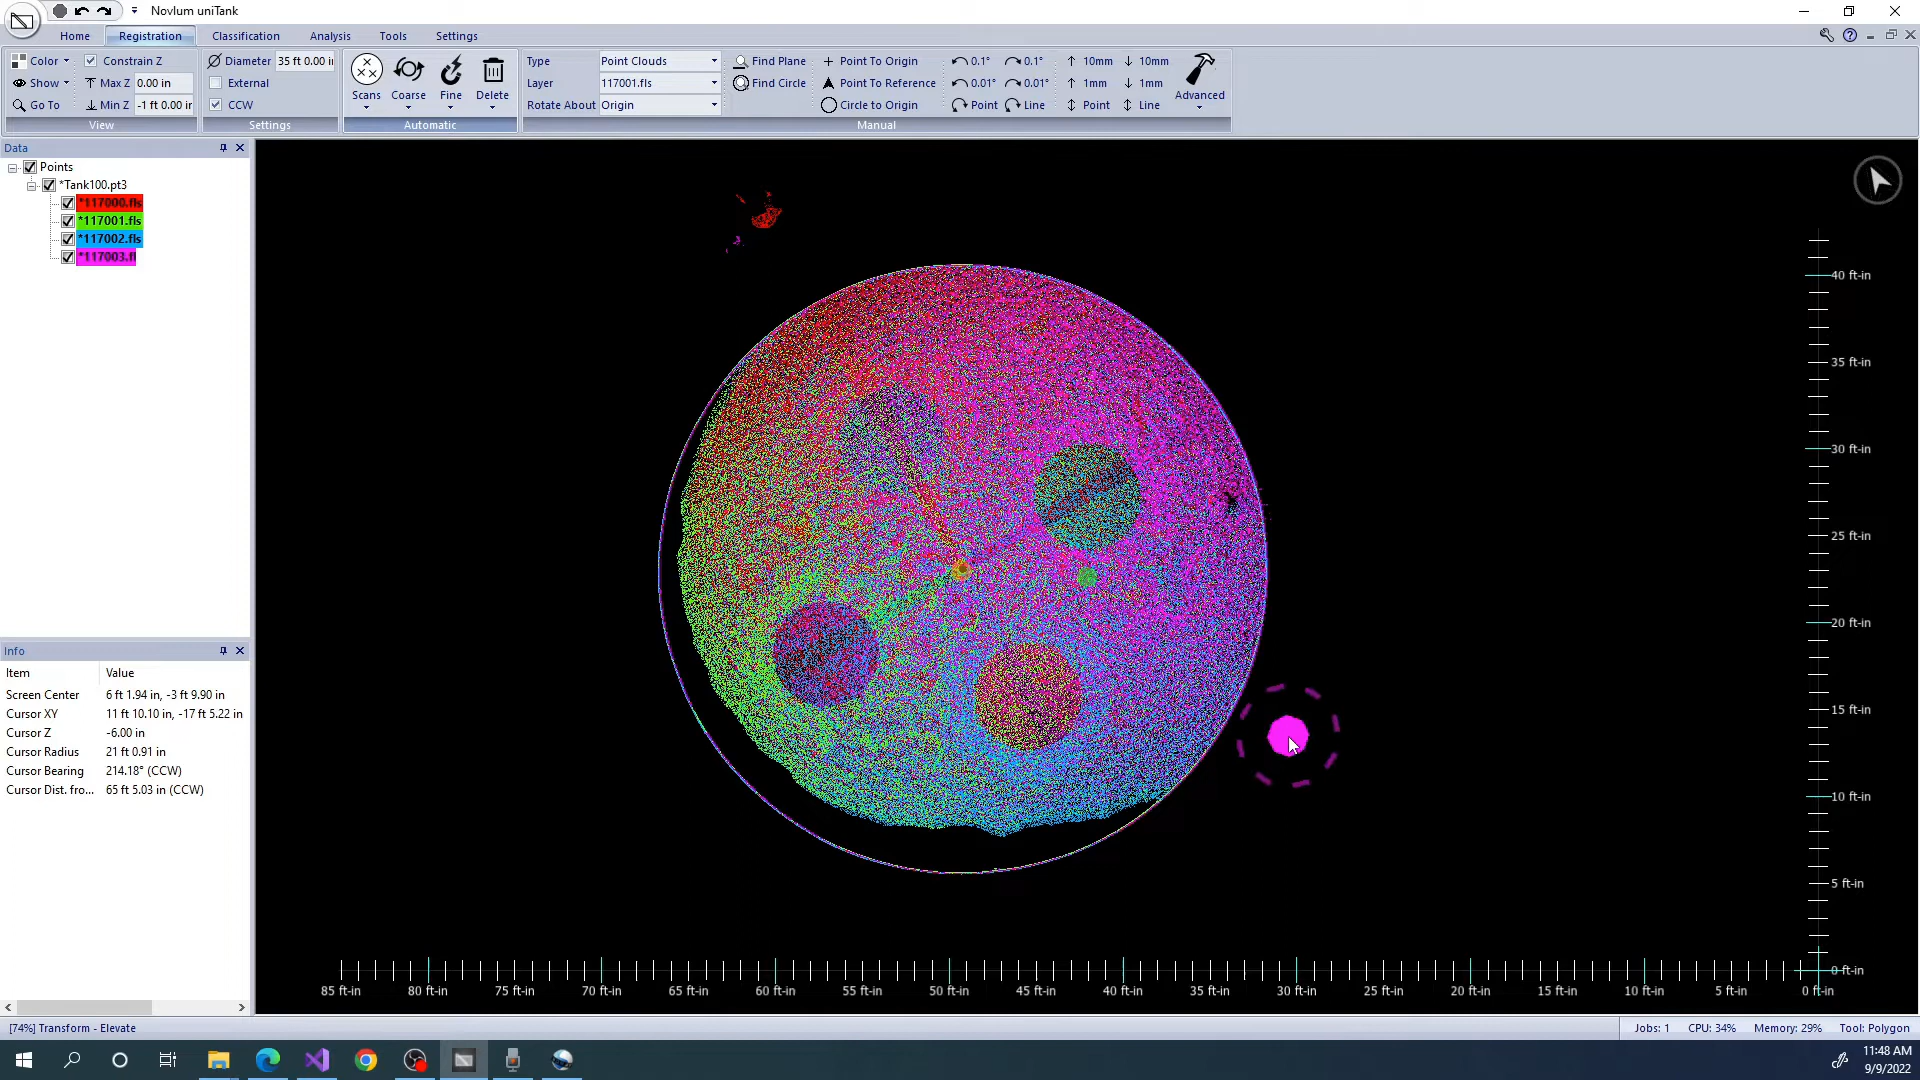 Novlum uniTank
Home Registration Classification Analysis Tools Settings
Color Constrain Z
Show Max Z 0.00 in
Go To Min Z -1 ft 0.00 in
View
Diameter 35 ft 0.00 i
External
CCW
Settings
Scans Coarse Fine Delete
Automatic
Type Point Clouds Find Plane Point To Origin 0.1° 0.1° 10mm 10mm
Layer 117001.fls Find Circle Point To Reference 0.01° 0.01° 1mm 1mm
Rotate About Origin Circle to Origin Point Line Point Line
Advanced
Manual
Data
Points
*Tank100.pt3
*117000.fls
*117001.fls
*117002.fls
*117003.fl
Info
Item Value
Screen Center 6 ft 1.94 in, -3 ft 9.90 in
Cursor XY 11 ft 10.10 in, -17 ft 5.22 in
Cursor Z -6.00 in
Cursor Radius 21 ft 0.91 in
Cursor Bearing 214.18° (CCW)
Cursor Dist. fro... 65 ft 5.03 in (CCW)
40 ft-in
35 ft-in
30 ft-in
25 ft-in
20 ft-in
15 ft-in
10 ft-in
5 ft-in
0 ft-in
85 ft-in 80 ft-in 75 ft-in 70 ft-in 65 ft-in 60 ft-in 55 ft-in 50 ft-in 45 ft-in 40 ft-in 35 ft-in 30 ft-in 25 ft-in 20 ft-in 15 ft-in 10 ft-in 5 ft-in 0 ft-in
[74%] Transform - Elevate
Jobs: 1 CPU: 34% Memory: 29% Tool: Polygon
11:48 AM
9/9/2022